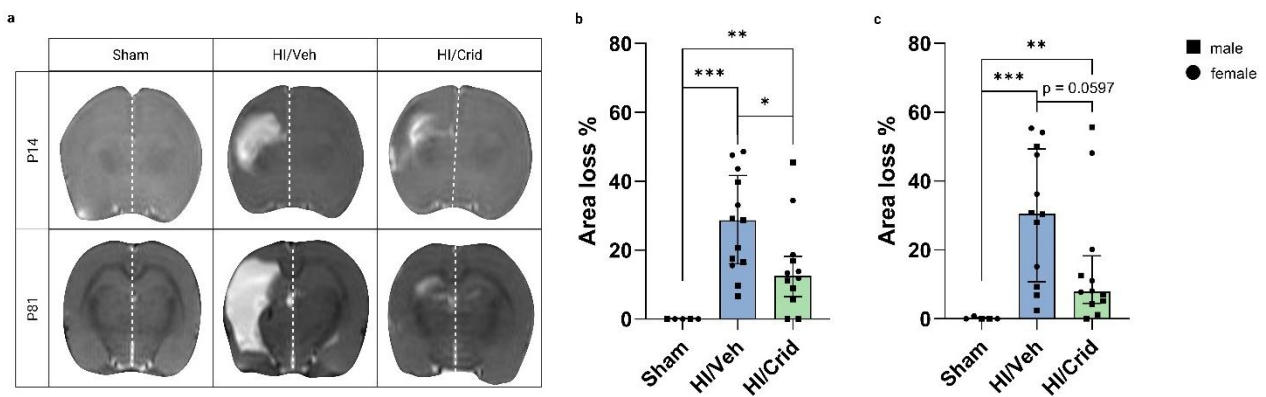 a
Sham
HI/Veh
HI/Crid
P14
P81
b
Area loss %
80
60
40
20
0
**
***
*
Sham
HI/Veh
HI/Crid
c
Area loss %
80
60
40
20
0
**
***
p = 0.0597
Sham
HI/Veh
HI/Crid
male
female